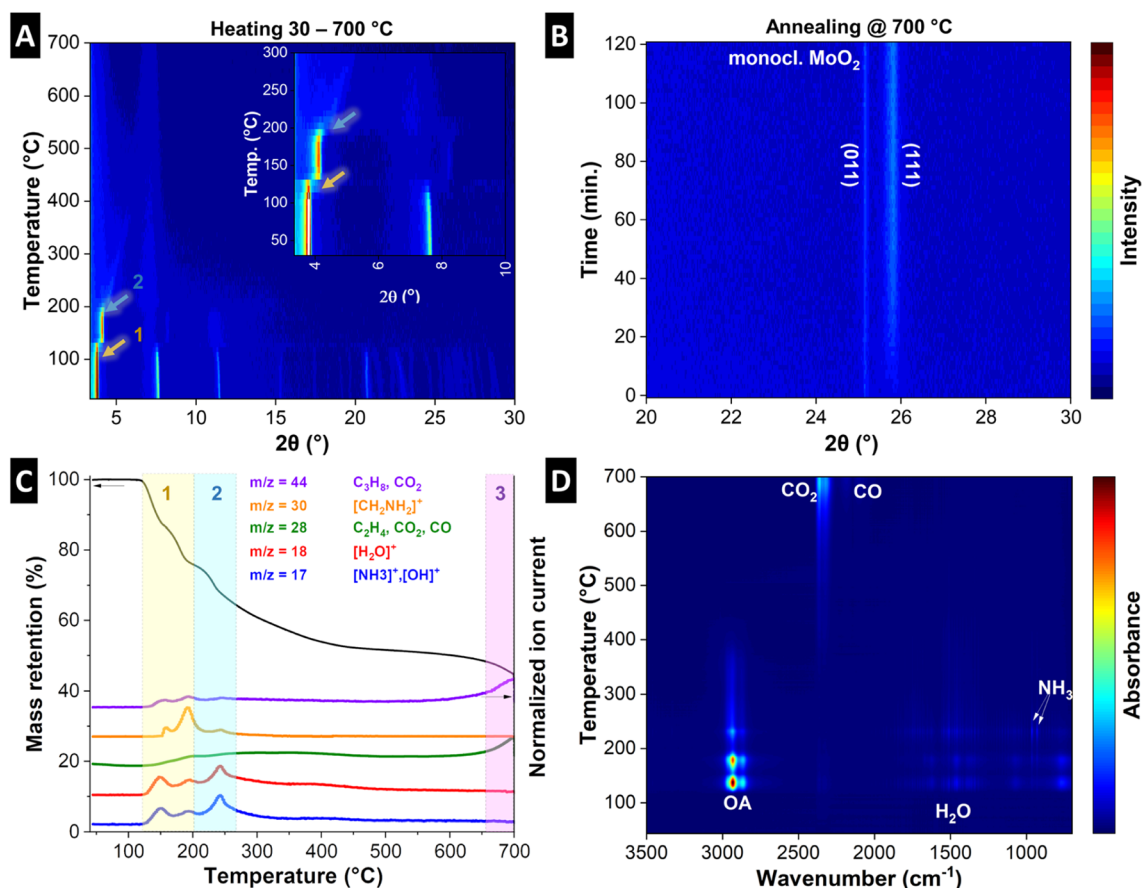 A
Heating 30 – 700 °C
Temperature (°C)
700
600
500
400
300
200
100
2
1
5
10
15
20
25
30
2θ (°)
Temp. (°C)
300
250
200
150
100
50
4
6
8
10
2θ (°)
B
Annealing @ 700 °C
Time (min.)
120
100
80
60
40
20
0
monocl. MoO₂
(011)
(111)
20
22
24
26
28
30
2θ (°)
Intensity
C
Mass retention (%)
100
80
60
40
20
0
1
2
3
m/z = 44 C₃H₈, CO₂
m/z = 30 [CH₂NH₂]⁺
m/z = 28 C₂H₄, CO₂, CO
m/z = 18 [H₂O]⁺
m/z = 17 [NH3]⁺,[OH]⁺
Normalized ion current
100
200
300
400
500
600
700
Temperature (°C)
D
Temperature (°C)
700
600
500
400
300
200
100
CO₂
CO
NH₃
OA
H₂O
3500
3000
2500
2000
1500
1000
Wavenumber (cm⁻¹)
Absorbance